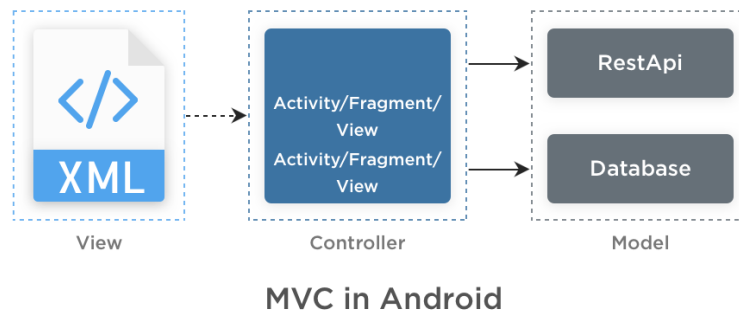 </>
XML
Activity/Fragment/
View
Activity/Fragment/
View
RestApi
Database
View
Controller
Model
MVC in Android